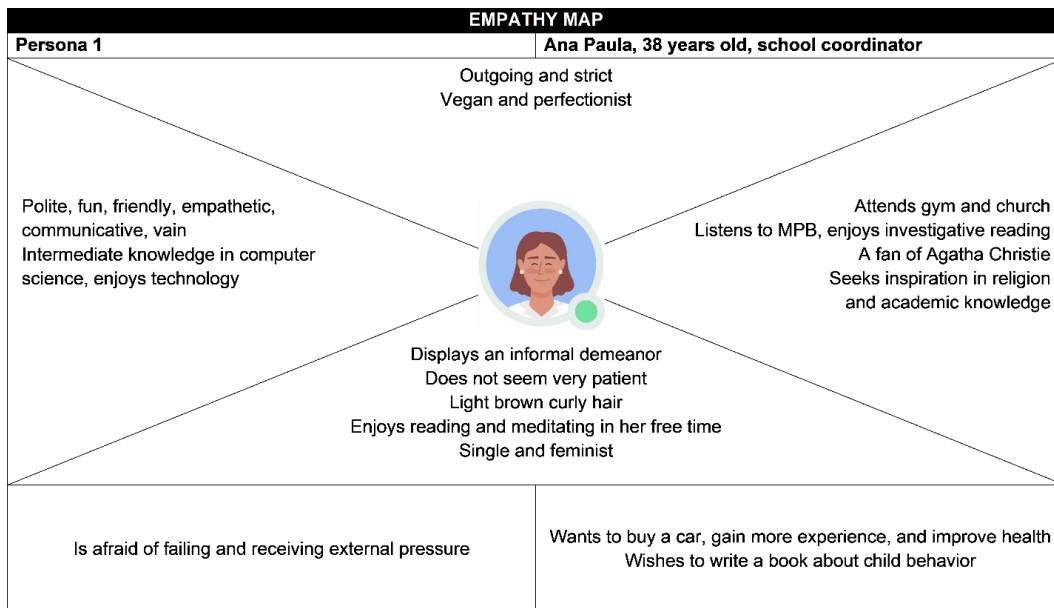 EMPATHY MAP
Persona 1
Ana Paula, 38 years old, school coordinator
Outgoing and strict
Vegan and perfectionist
Polite, fun, friendly, empathetic,
communicative, vain
Intermediate knowledge in computer
science, enjoys technology
Attends gym and church
Listens to MPB, enjoys investigative reading
A fan of Agatha Christie
Seeks inspiration in religion
and academic knowledge
Displays an informal demeanor
Does not seem very patient
Light brown curly hair
Enjoys reading and meditating in her free time
Single and feminist
Is afraid of failing and receiving external pressure
Wants to buy a car, gain more experience, and improve health
Wishes to write a book about child behavior